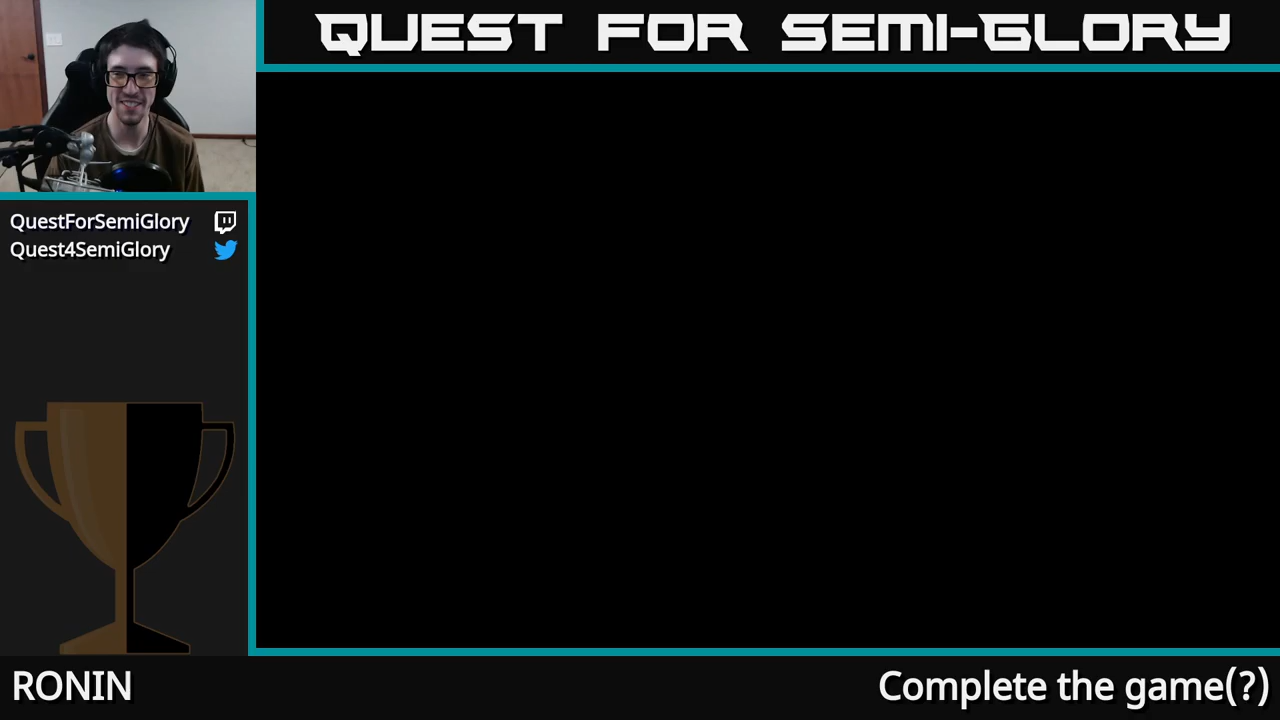 QUEST FOR SEMI-GLORY
QuestForSemiGlory
Quest4SemiGlory
RONIN
Complete the game(?)